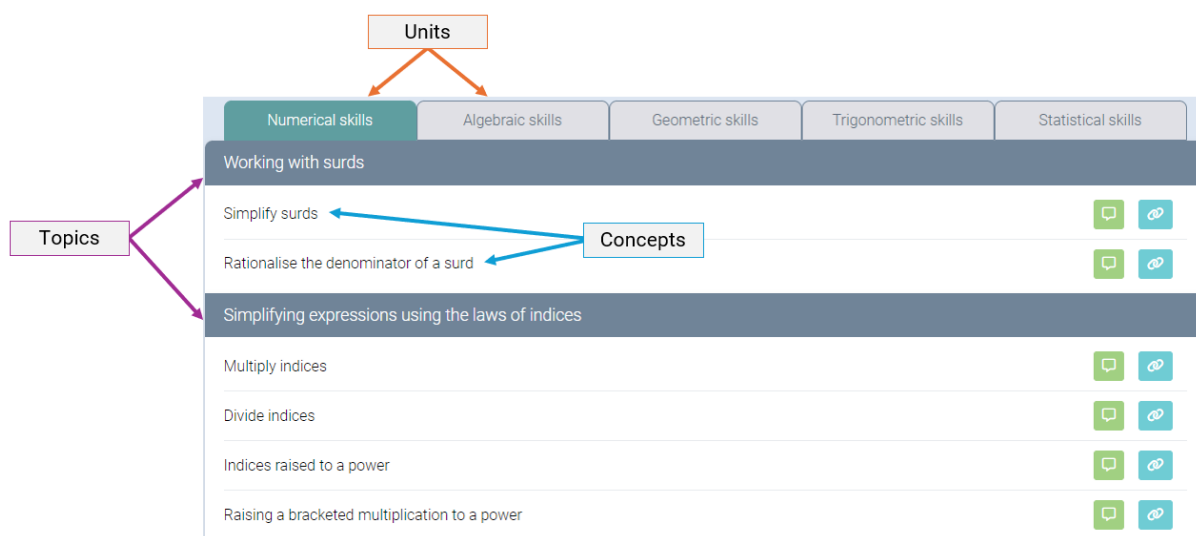 Units
Numerical skills Algebraic skills Geometric skills Trigonometric skills Statistical skills
Working with surds
Simplify surds
Topics
Concepts
Rationalise the denominator of a surd
Simplifying expressions using the laws of indices
Multiply indices
Divide indices
Indices raised to a power
Raising a bracketed multiplication to a power